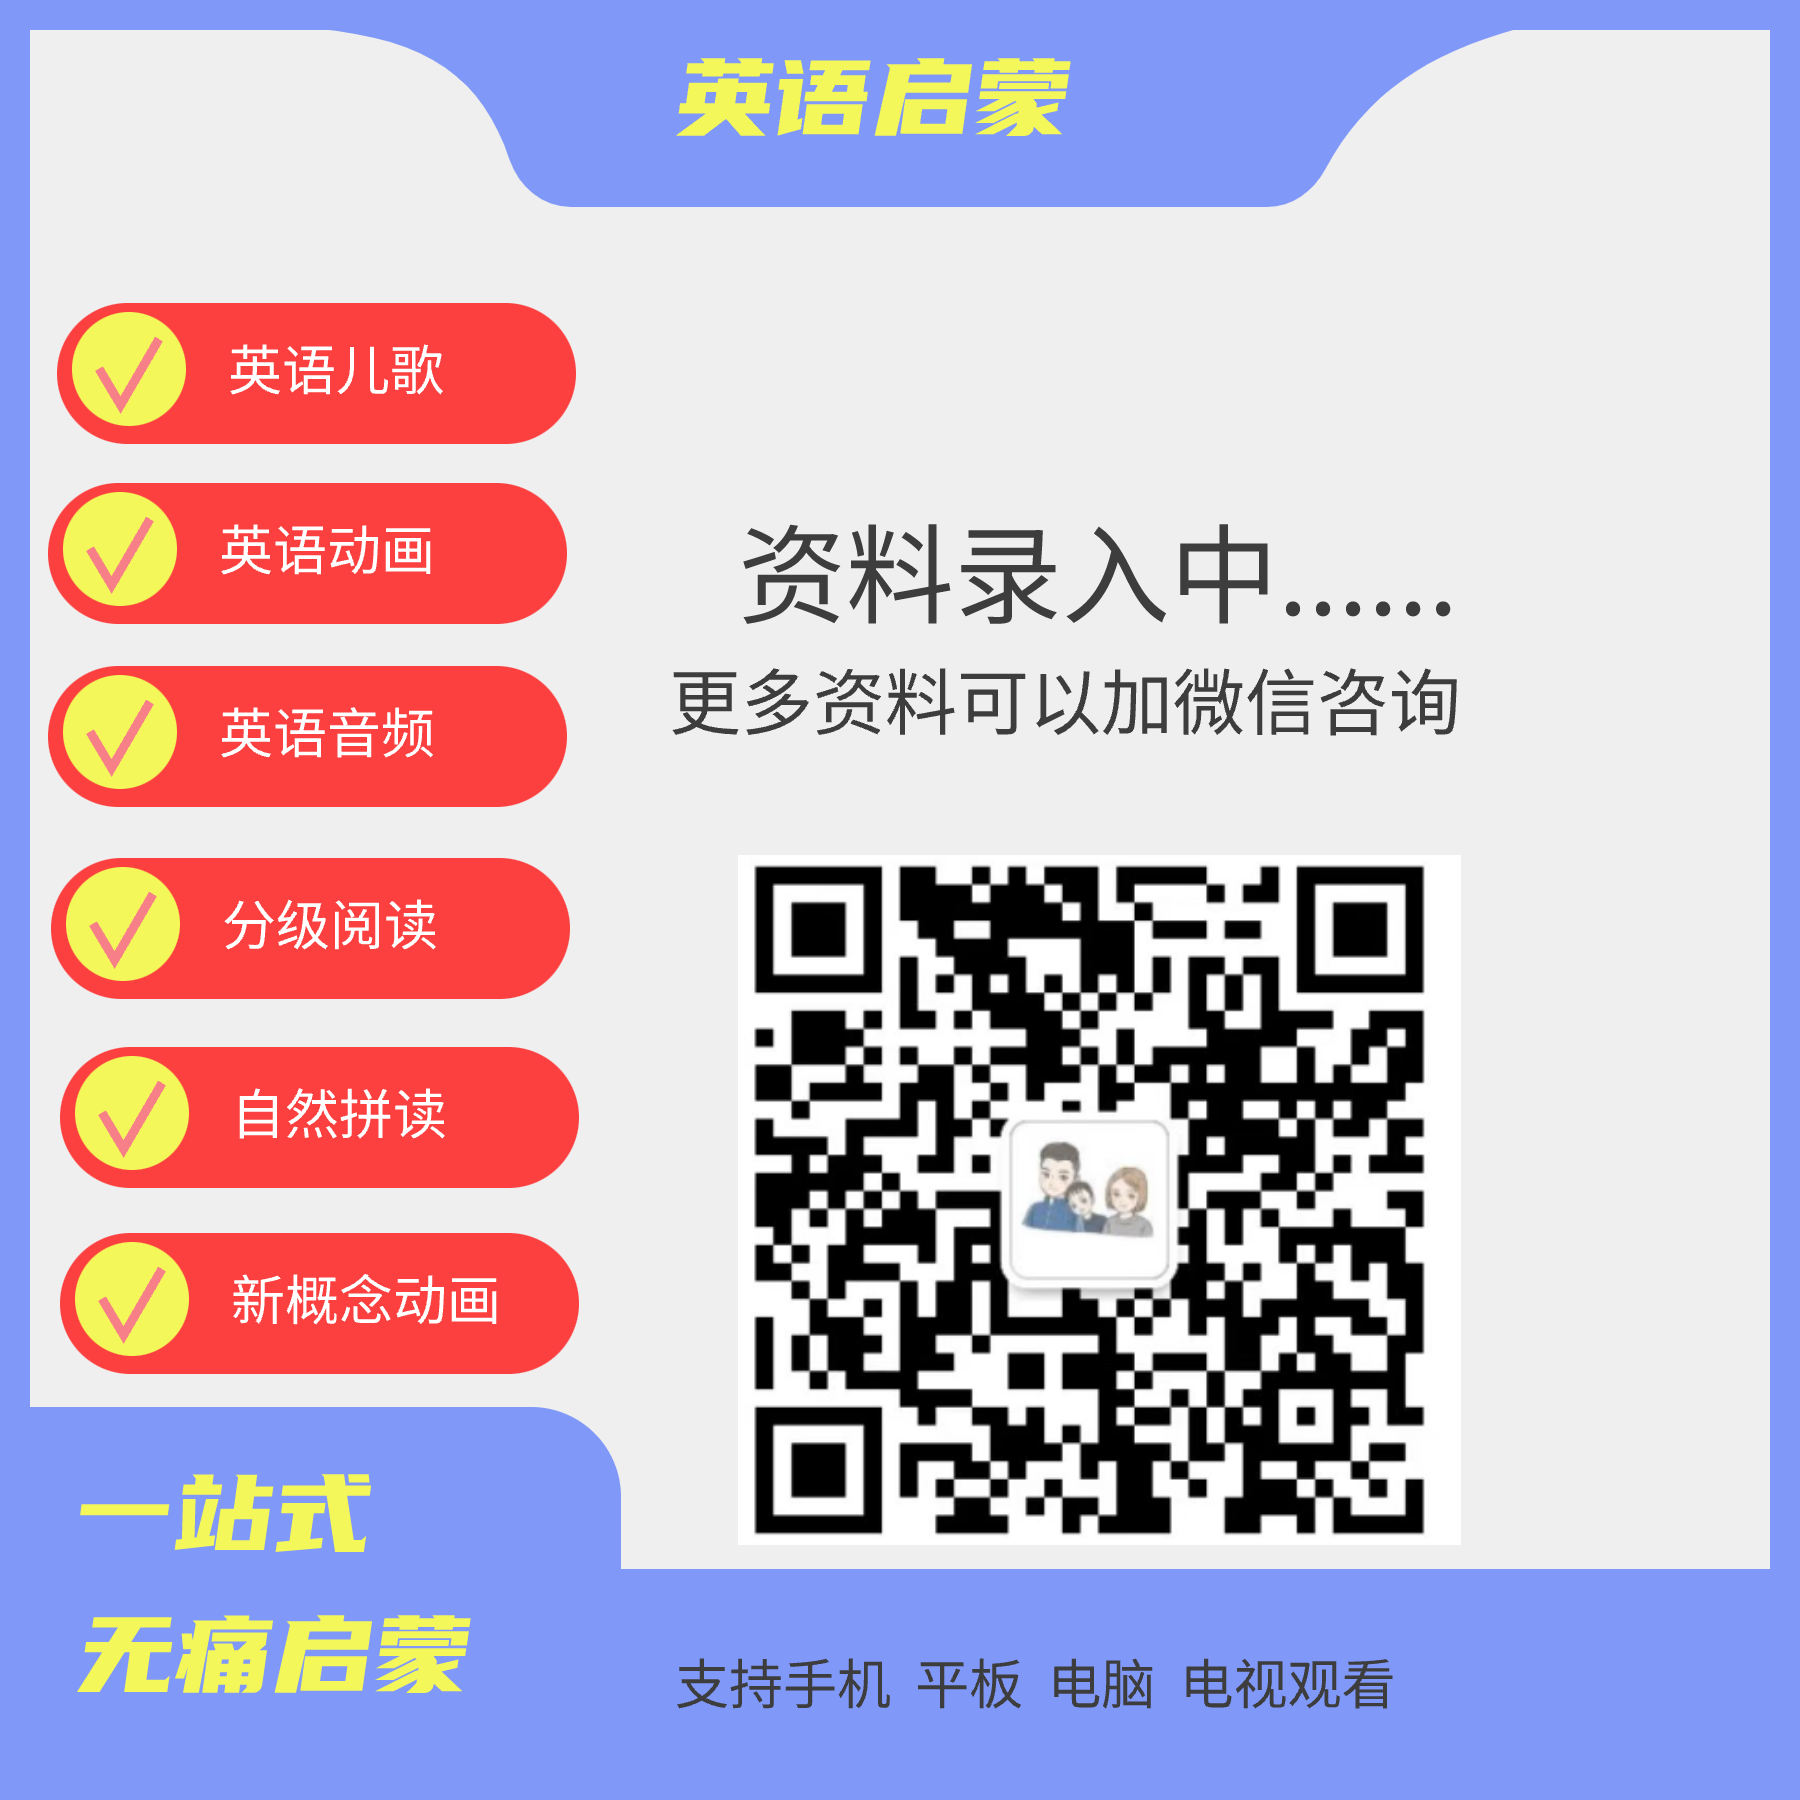 英语启蒙
英语儿歌
英语动画
英语音频
分级阅读
自然拼读
新概念动画
资料录入中......
更多资料可以加微信咨询
一站式
无痛启蒙
支持手机 平板 电脑 电视观看